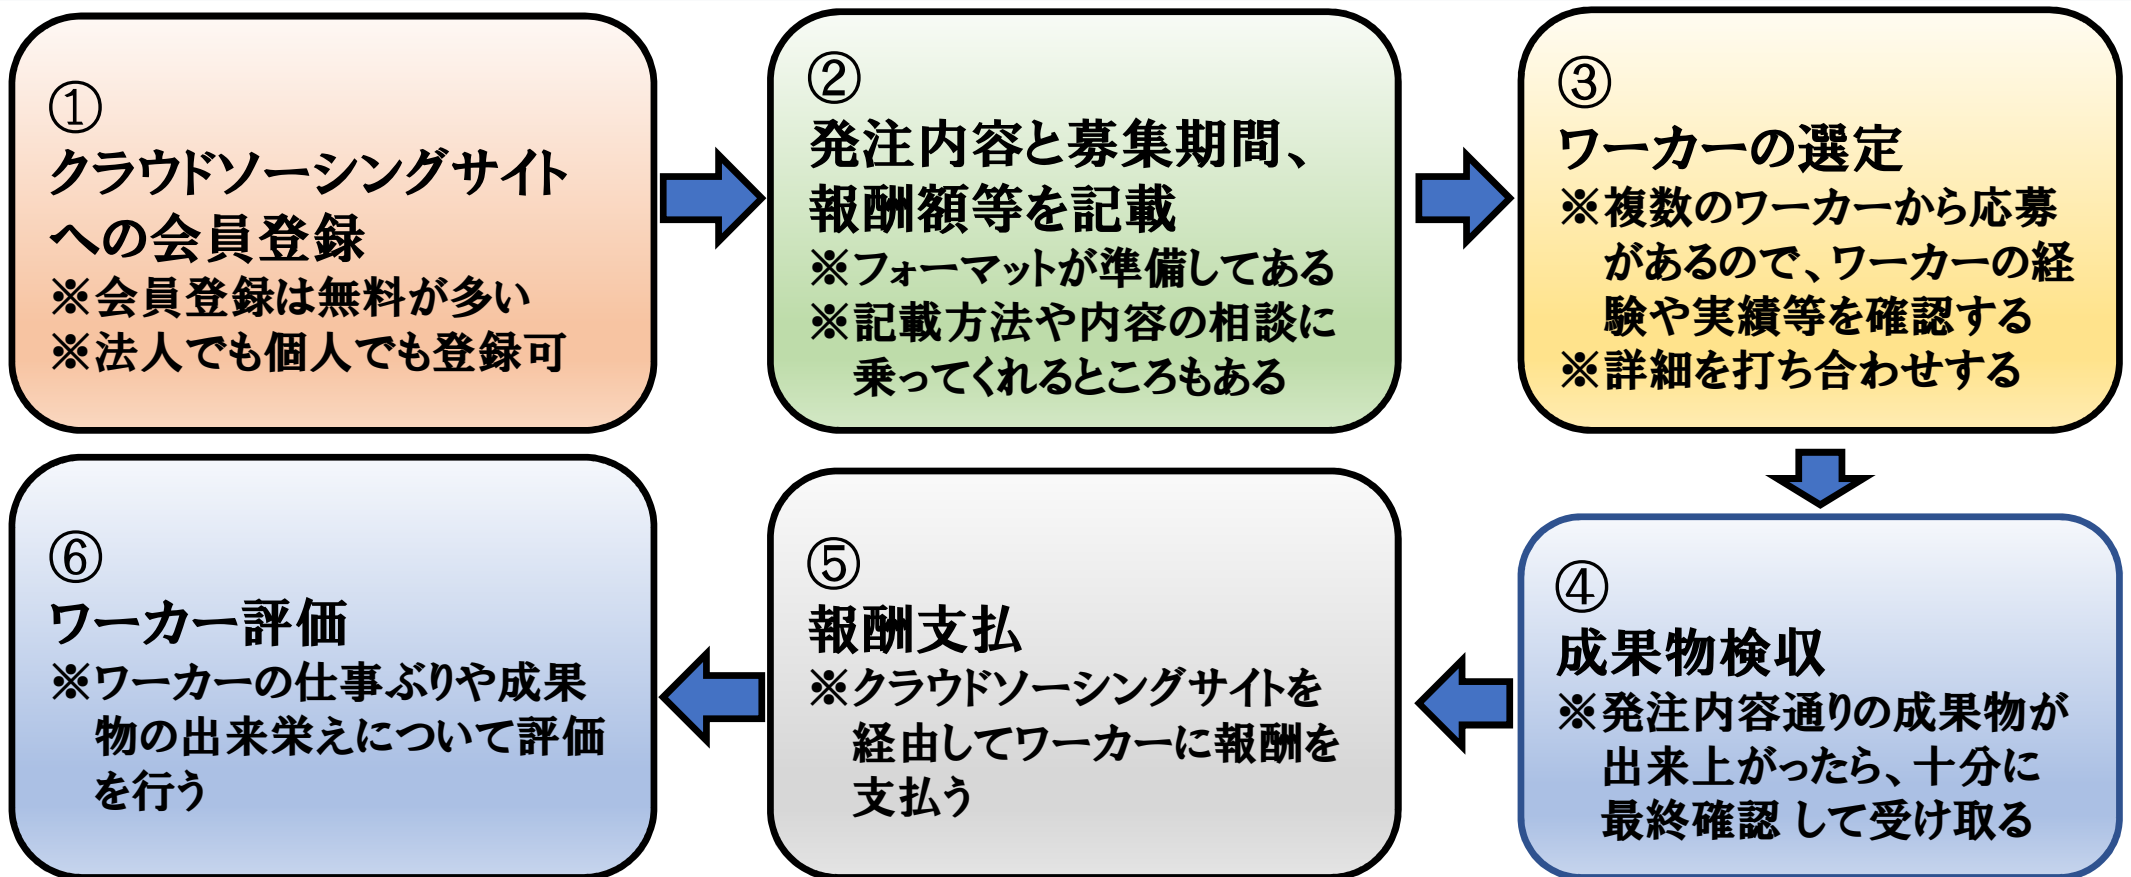 ①
クラウドソーシングサイト
への会員登録
※会員登録は無料が多い
※法人でも個人でも登録可
②
発注内容と募集期間、
報酬額等を記載
※フォーマットが準備してある
※記載方法や内容の相談に
乗ってくれるところもある
③
ワーカーの選定
※複数のワーカーから応募
があるので、ワーカーの経
験や実績等を確認する
※詳細を打ち合わせする
④
成果物検収
※発注内容通りの成果物が
出来上がったら、十分に
最終確認 して受け取る
⑤
報酬支払
※クラウドソーシングサイトを
経由してワーカーに報酬を
支払う
⑥
ワーカー評価
※ワーカーの仕事ぶりや成果
物の出来栄えについて評価
を行う